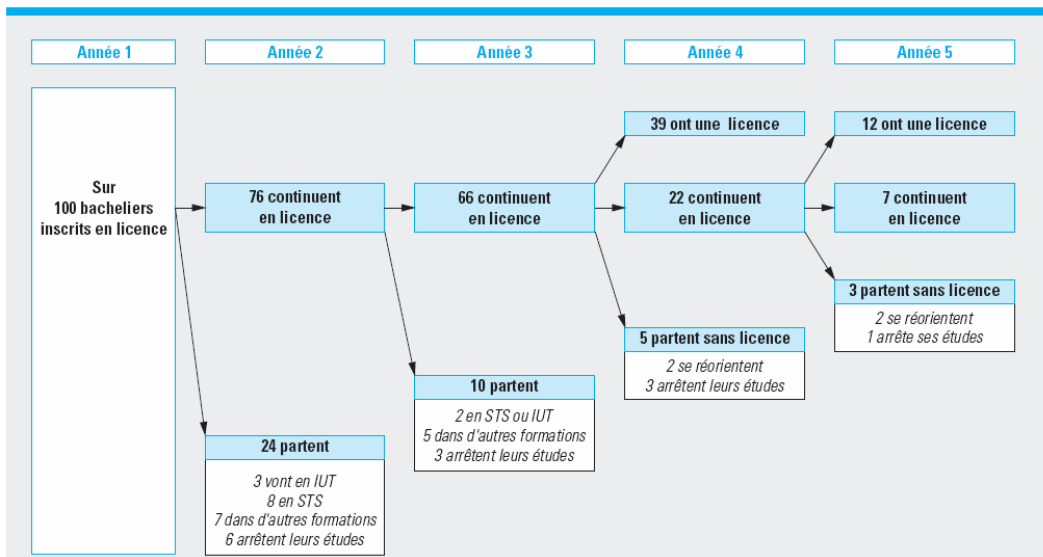 Année 1
Année 2
Année 3
Année 4
Année 5
Sur
100 bacheliers
inscrits en licence
76 continuent
en licence
24 partent
3 vont en IUT
8 en STS
7 dans d'autres formations
6 arrêtent leurs études
66 continuent
en licence
10 partent
2 en STS ou IUT
5 dans d'autres formations
3 arrêtent leurs études
39 ont une licence
22 continuent
en licence
5 partent sans licence
2 se réorientent
3 arrêtent leurs études
12 ont une licence
7 continuent
en licence
3 partent sans licence
2 se réorientent
1 arrête ses études